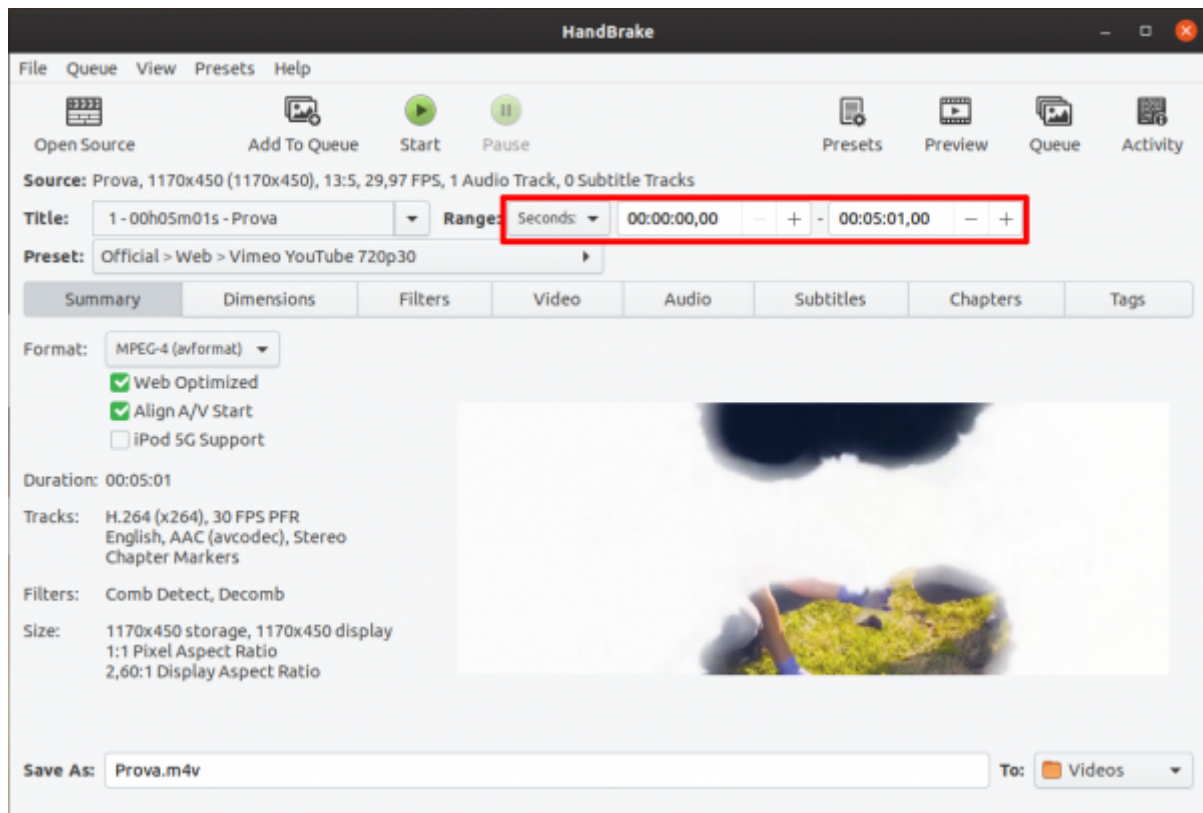 HandBrake
File Queue View Presets Help
Open Source Add To Queue Start Pause Presets Preview Queue Activity
Source: Prova, 1170x450 (1170x450), 13:5, 29,97 FPS, 1 Audio Track, 0 Subtitle Tracks
Title: 1 - 00h05m01s - Prova Range: Seconds: 00:00:00,00 - + - 00:05:01,00 - +
Preset: Official > Web > Vimeo YouTube 720p30
Summary Dimensions Filters Video Audio Subtitles Chapters Tags
Format: MPEG-4 (avformat)
Web Optimized
Align A/V Start
iPod 5G Support
Duration: 00:05:01
Tracks: H.264 (x264), 30 FPS PFR
English, AAC (avcodec), Stereo
Chapter Markers
Filters: Comb Detect, Decomb
Size: 1170x450 storage, 1170x450 display
1:1 Pixel Aspect Ratio
2,60:1 Display Aspect Ratio
Save As: Prova.m4v To: Videos